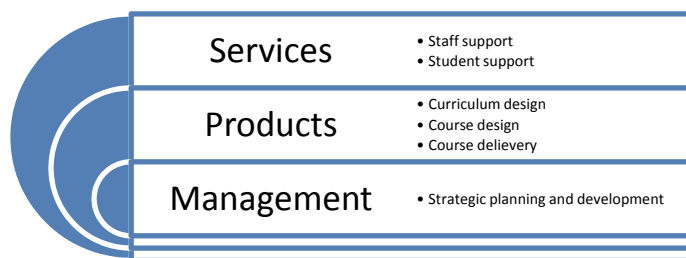 Services
• Staff support
• Student support
Products
• Curriculum design
• Course design
• Course delievery
Management
• Strategic planning and development